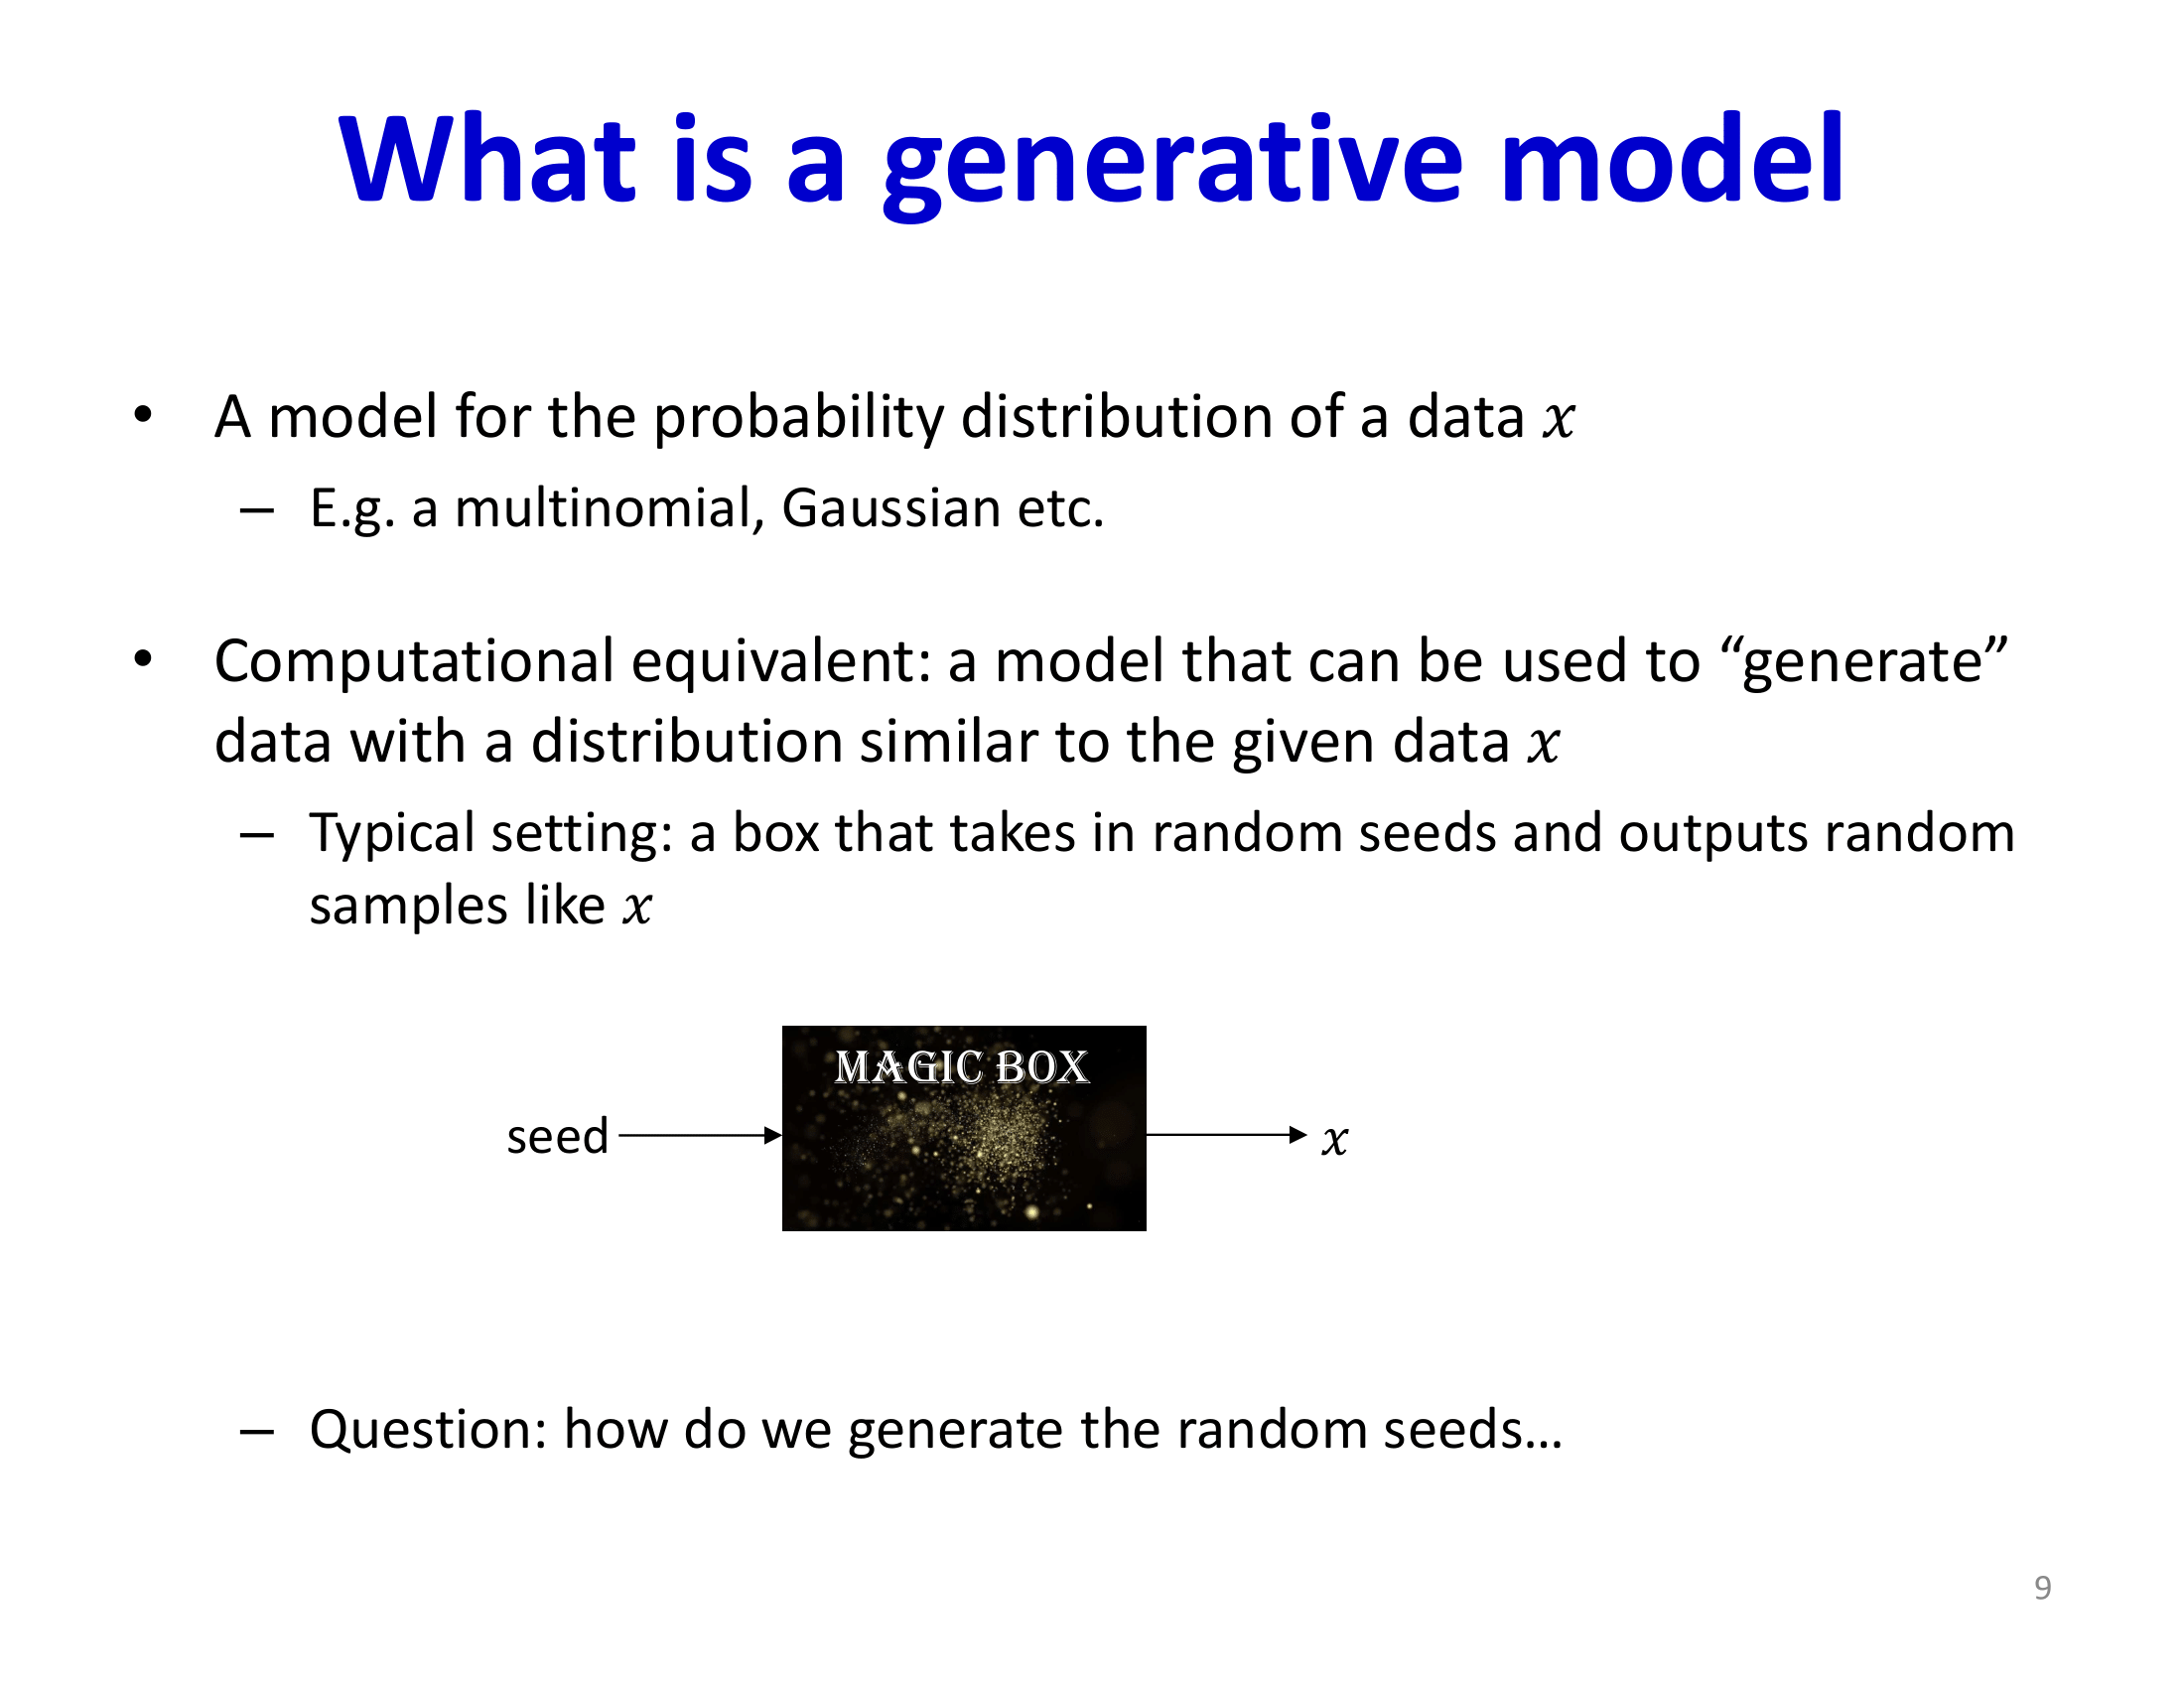 What is a generative model
• A model for the probability distribution of a data x
– E.g. a multinomial, Gaussian etc.
• Computational equivalent: a model that can be used to “generate”
data with a distribution similar to the given data x
– Typical setting: a box that takes in random seeds and outputs random
samples like x
MAGIC BOX
seed
x
– Question: how do we generate the random seeds…
9